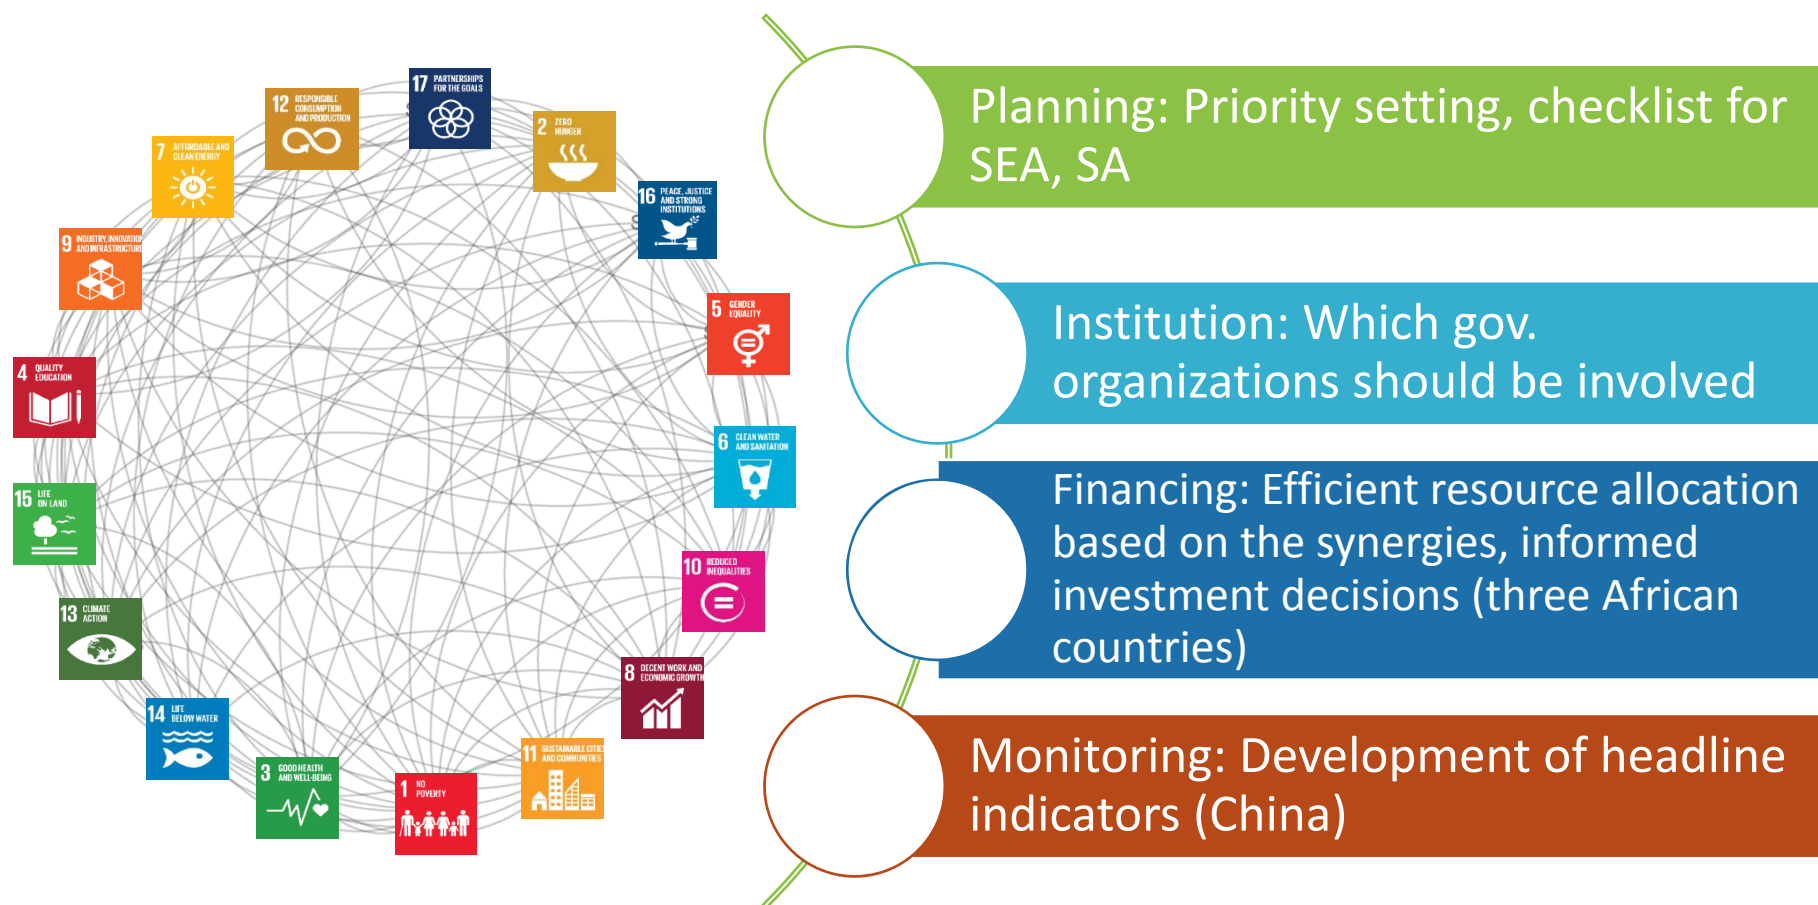 17 PARTNERSHIPS
FOR THE GOALS
12 RESPONSIBLE
CONSUMPTION
AND PRODUCTION
2 ZERO
HUNGER
7 AFFORDABLE AND
CLEAN ENERGY
16 PEACE, JUSTICE
AND STRONG
INSTITUTIONS
9 INDUSTRY, INNOVATION
AND INFRASTRUCTURE
5 GENDER
EQUALITY
4 QUALITY
EDUCATION
6 CLEAN WATER
AND SANITATION
15 LIFE
ON LAND
10 REDUCED
INEQUALITIES
13 CLIMATE
ACTION
8 DECENT WORK AND
ECONOMIC GROWTH
14 LIFE
BELOW WATER
11 SUSTAINABLE CITIES
AND COMMUNITIES
3 GOOD HEALTH
AND WELL-BEING
1 NO
POVERTY
Planning: Priority setting, checklist for
SEA, SA
Institution: Which gov.
organizations should be involved
Financing: Efficient resource allocation
based on the synergies, informed
investment decisions (three African
countries)
Monitoring: Development of headline
indicators (China)